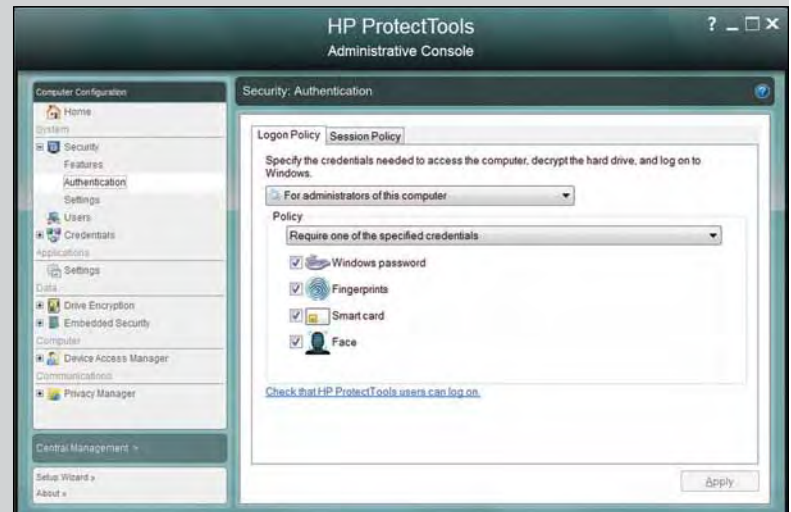 HP ProtectTools
Administrative Console
?
Computer Configuration
Home
System
Security
Features
Authentication
Settings
Users
Credentials
Applications
Settings
Data
Drive Encryption
Embedded Security
Computer
Device Access Manager
Communications
Privacy Manager
Central Management »
Setup Wizard »
About »
Security: Authentication
?
Logon Policy Session Policy
Specify the credentials needed to access the computer, decrypt the hard drive, and log on to
Windows.
For administrators of this computer
Policy
Require one of the specified credentials
Windows password
Fingerprints
Smart card
Face
Check that HP ProtectTools users can log on.
Apply